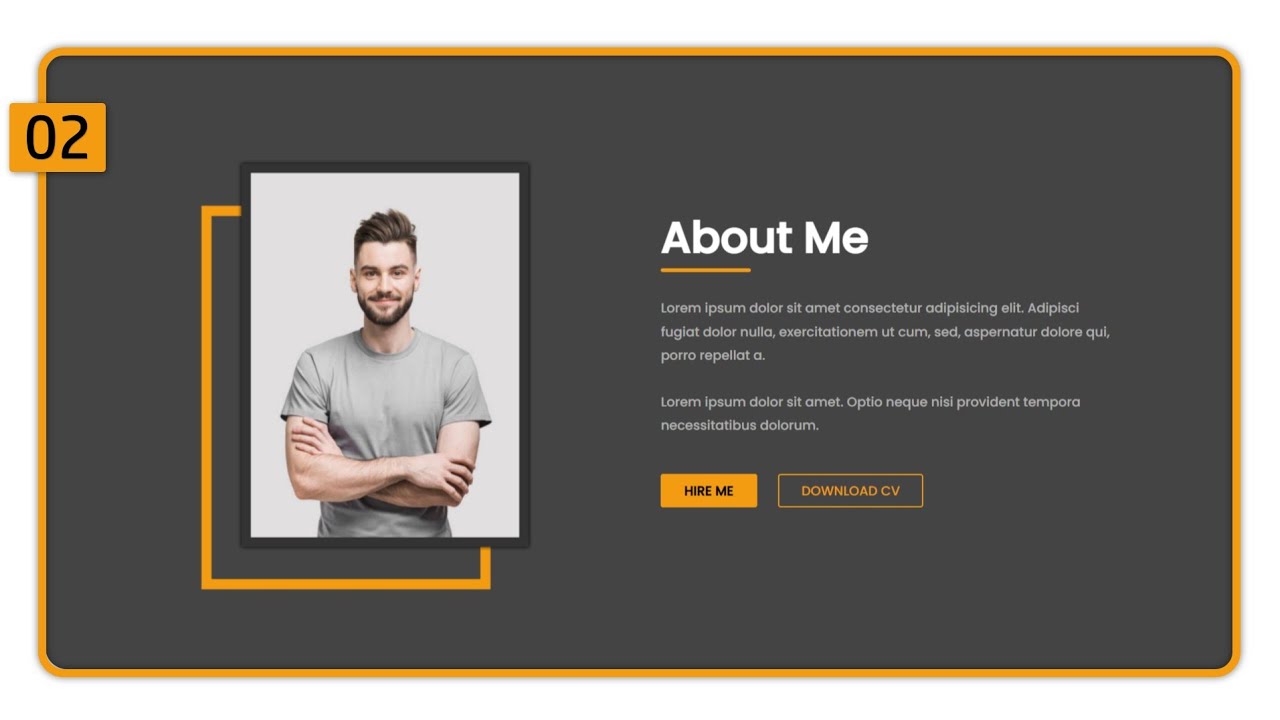 02
About Me
Lorem ipsum dolor sit amet consectetur adipisicing elit. Adipisci
fugiat dolor nulla, exercitationem ut cum, sed, aspernatur dolore qui,
porro repellat a.
Lorem ipsum dolor sit amet. Optio neque nisi provident tempora
necessitatibus dolorum.
HIRE ME DOWNLOAD CV